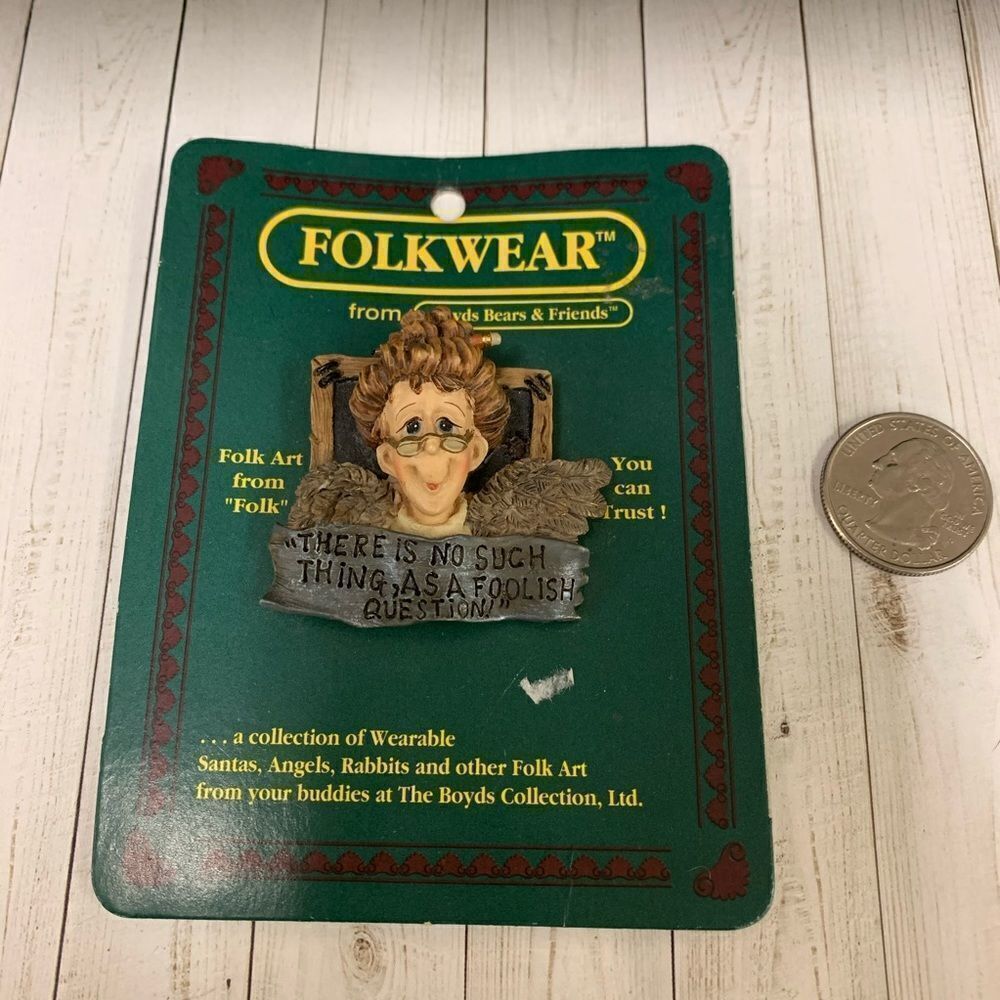 FOLKWEAR™
from Boyds Bears & Friends™
Folk Art
from
"Folk"
You
can
Trust !
"THERE IS NO SUCH
THING, AS A FOOLISH
QUESTION!"
. . . a collection of Wearable
Santas, Angels, Rabbits and other Folk Art
from your buddies at The Boyds Collection, Ltd.
UNITED STATES OF AMERICA
LIBERTY
QUARTER DOLLAR